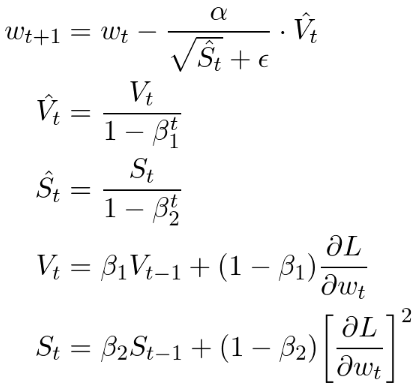 w_{t+1} = w_t - \frac{\alpha}{\sqrt{\hat{S}_t} + \epsilon} \cdot \hat{V}_t
\hat{V}_t = \frac{V_t}{1 - \beta_1^t}
\hat{S}_t = \frac{S_t}{1 - \beta_2^t}
V_t = \beta_1 V_{t-1} + (1 - \beta_1) \frac{\partial L}{\partial w_t}
S_t = \beta_2 S_{t-1} + (1 - \beta_2) \left[ \frac{\partial L}{\partial w_t} \right]^2